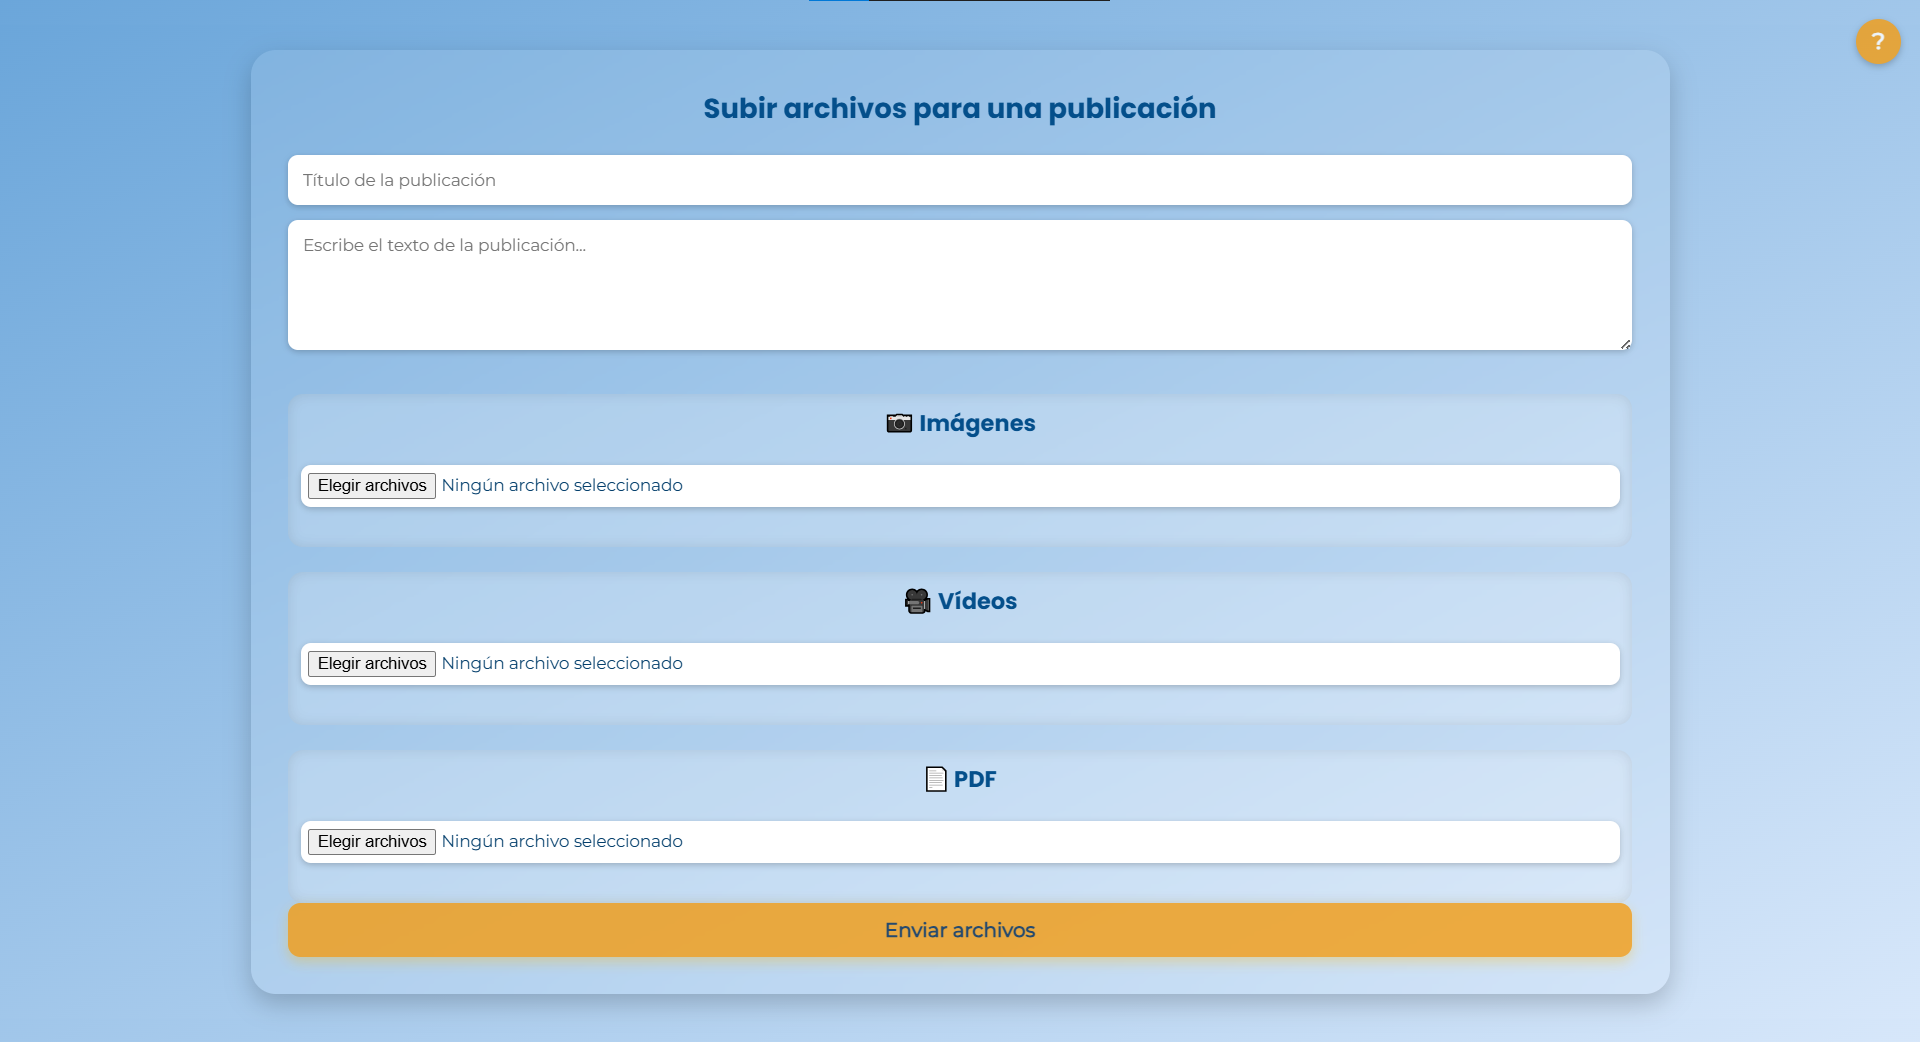 ?
Subir archivos para una publicación
Título de la publicación
Escribe el texto de la publicación...
Imágenes
Elegir archivos Ningún archivo seleccionado
Vídeos
Elegir archivos Ningún archivo seleccionado
PDF
Elegir archivos Ningún archivo seleccionado
Enviar archivos